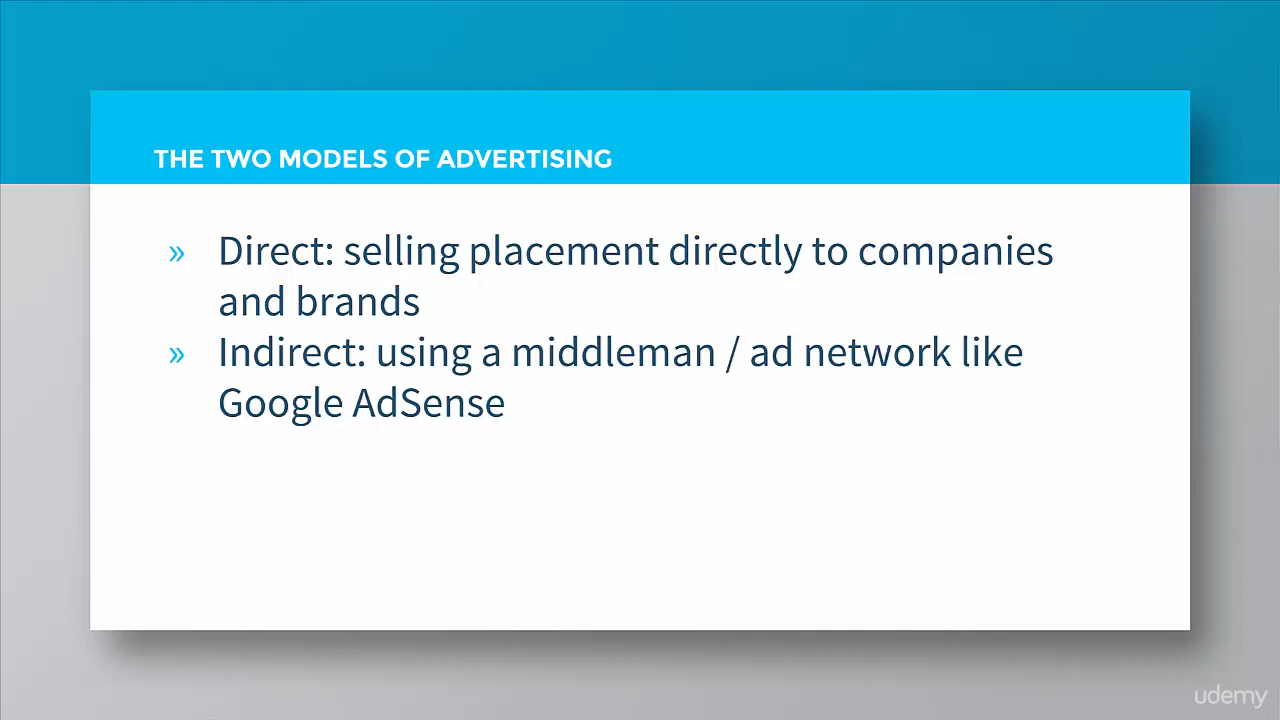 THE TWO MODELS OF ADVERTISING
» Direct: selling placement directly to companies
and brands
» Indirect: using a middleman / ad network like
Google AdSense
udemy